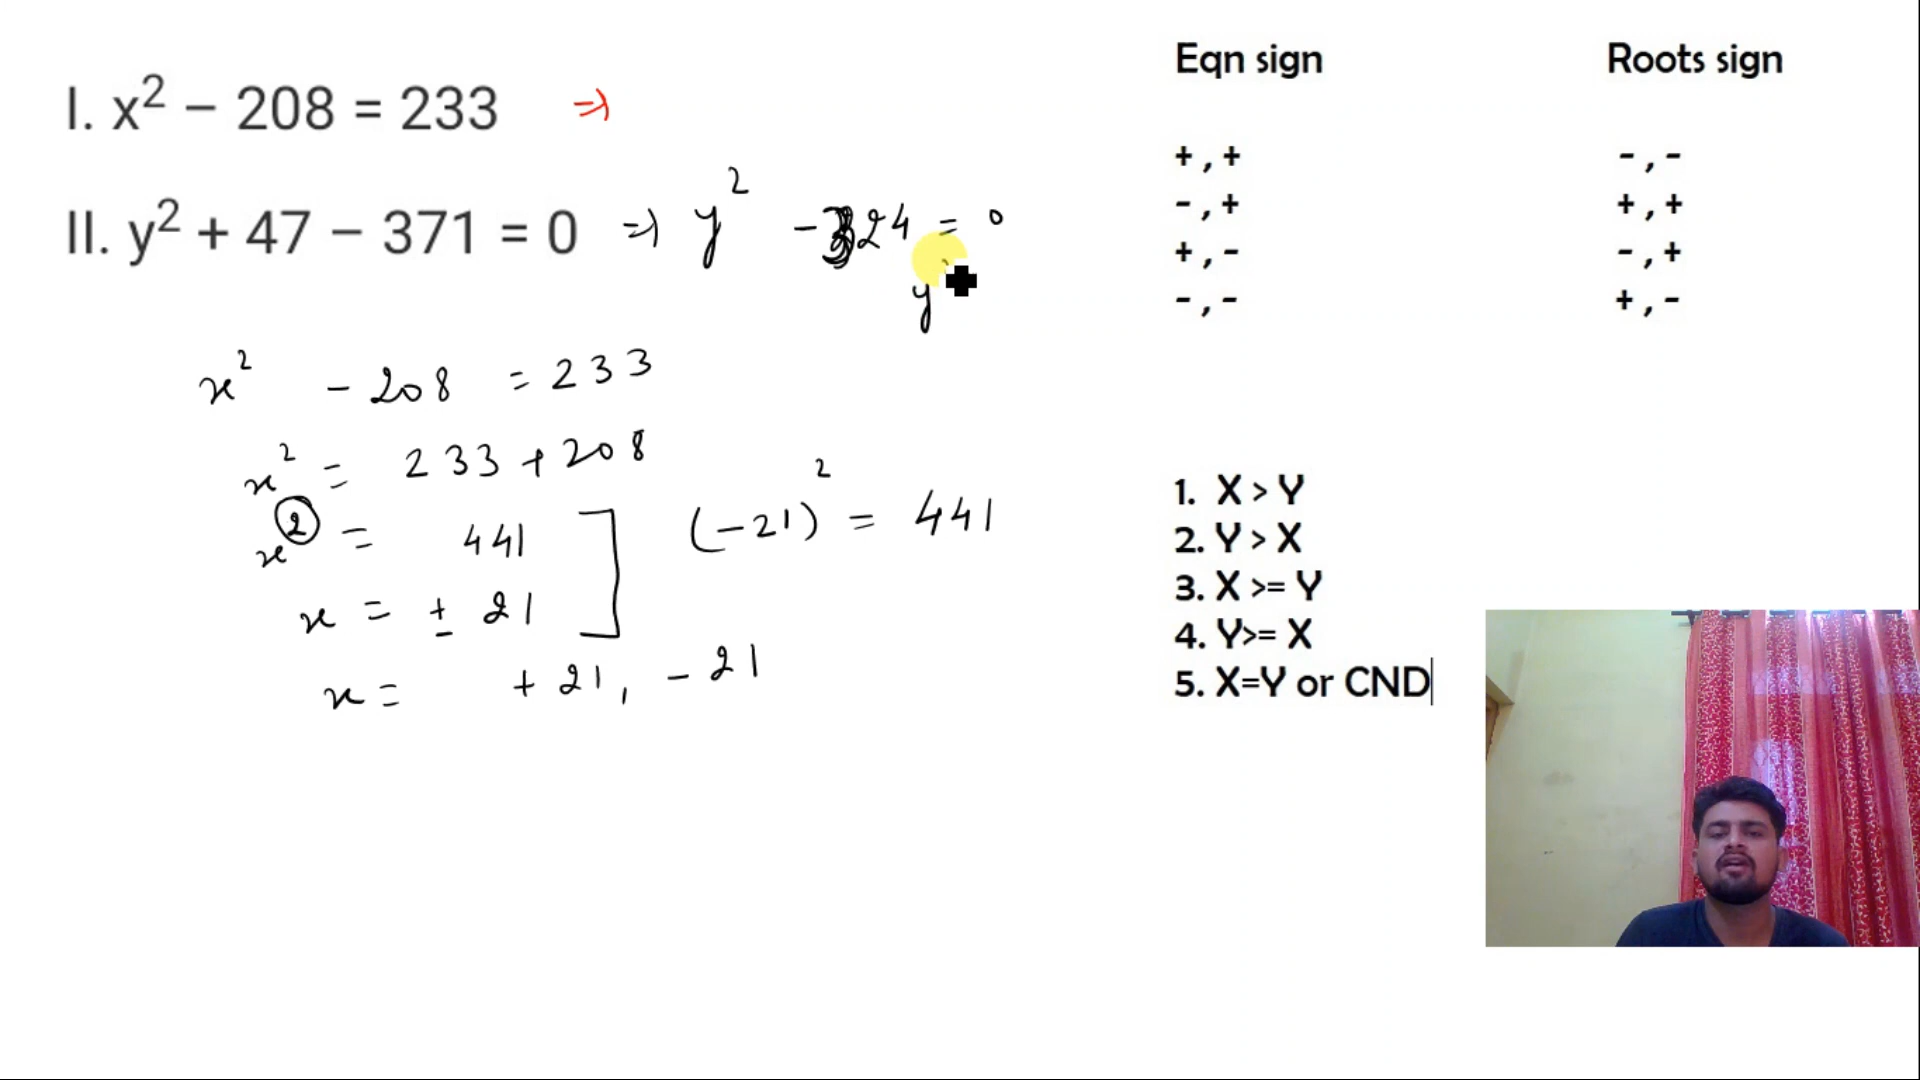 I. x² – 208 = 233 ⇒
II. y² + 47 – 371 = 0 ⇒ y² - 324 = 0
y
x² - 208 = 233
x² = 233 + 208
x² = 441
(-21)² = 441
x = ± 21
x = + 21, - 21
Eqn sign Roots sign
+ , + - , -
- , + + , +
+ , - - , +
- , - + , -
1. X > Y
2. Y > X
3. X >= Y
4. Y>= X
5. X=Y or CND